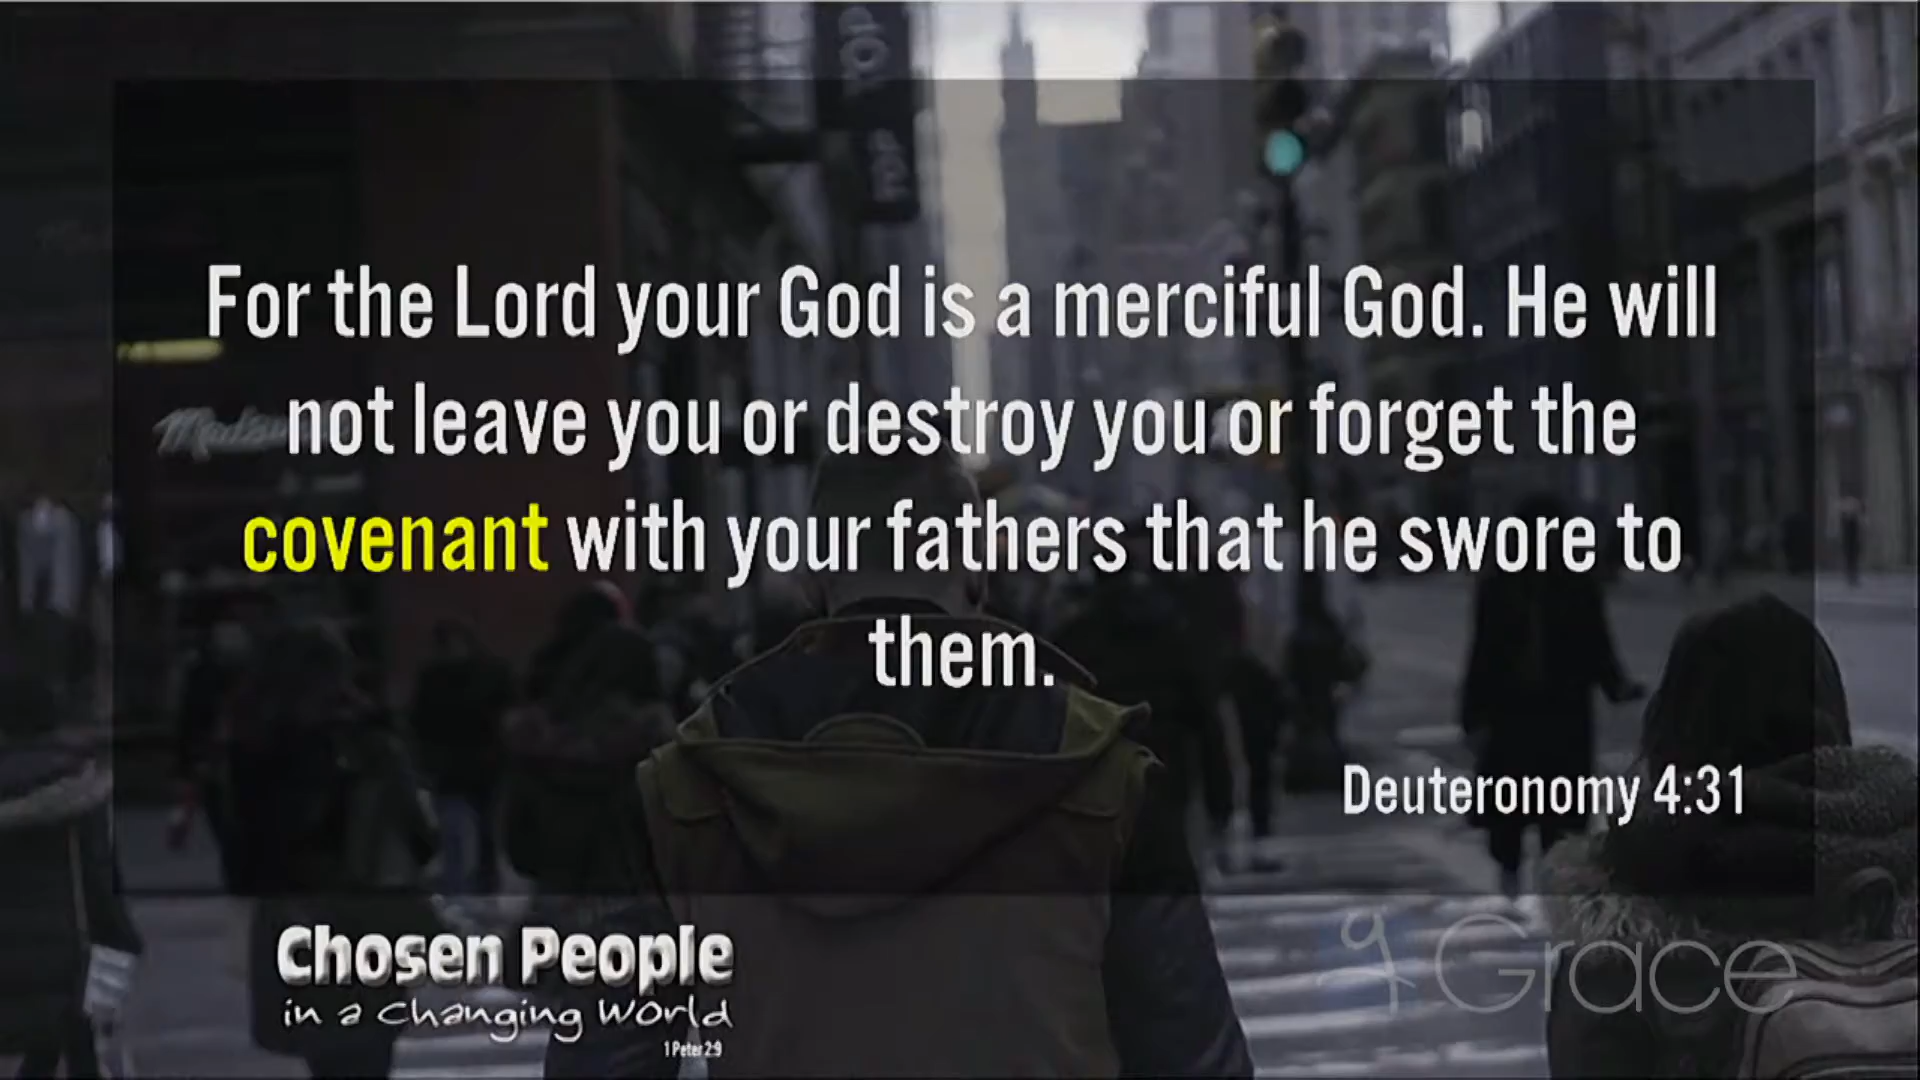 For the Lord your God is a merciful God. He will
not leave you or destroy you or forget the
covenant with your fathers that he swore to
them.
Deuteronomy 4:31
Chosen People
in a Changing World
1 Peter 2:9
Grace